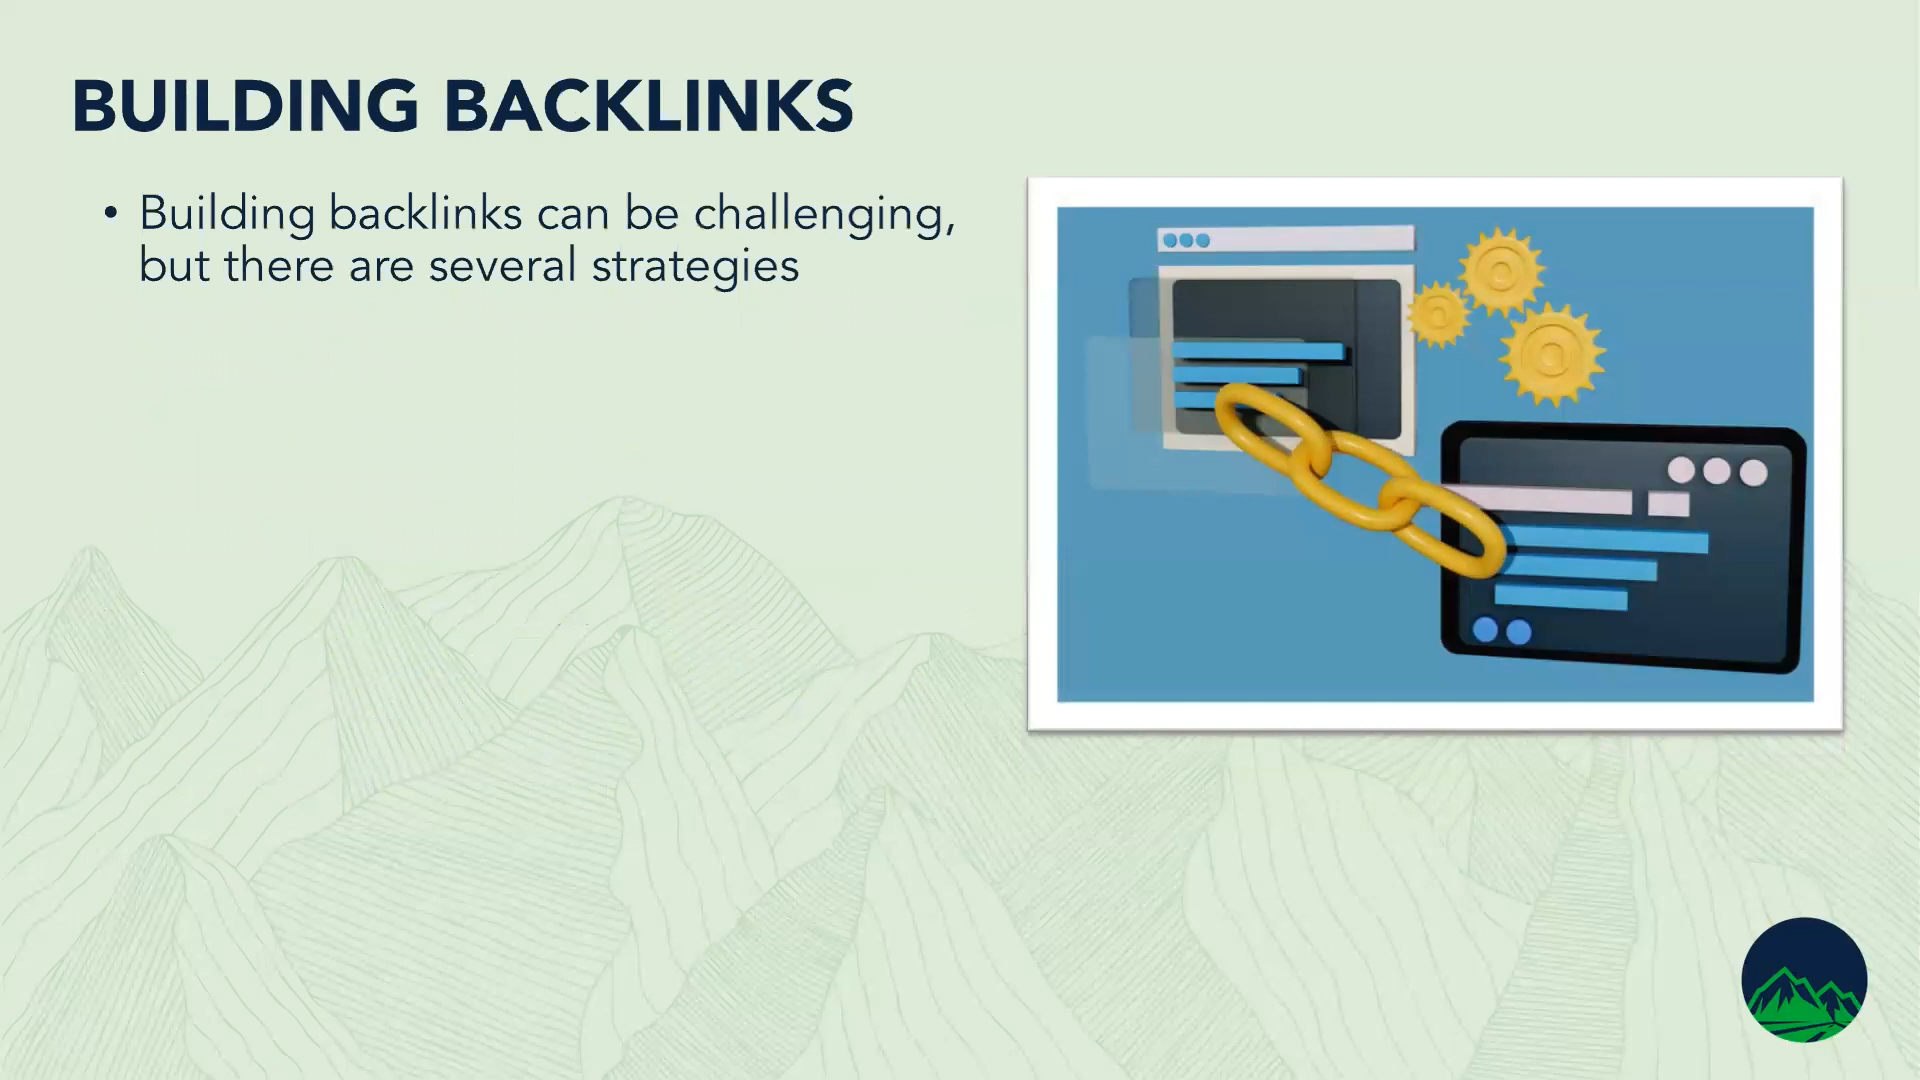 BUILDING BACKLINKS
• Building backlinks can be challenging,
but there are several strategies